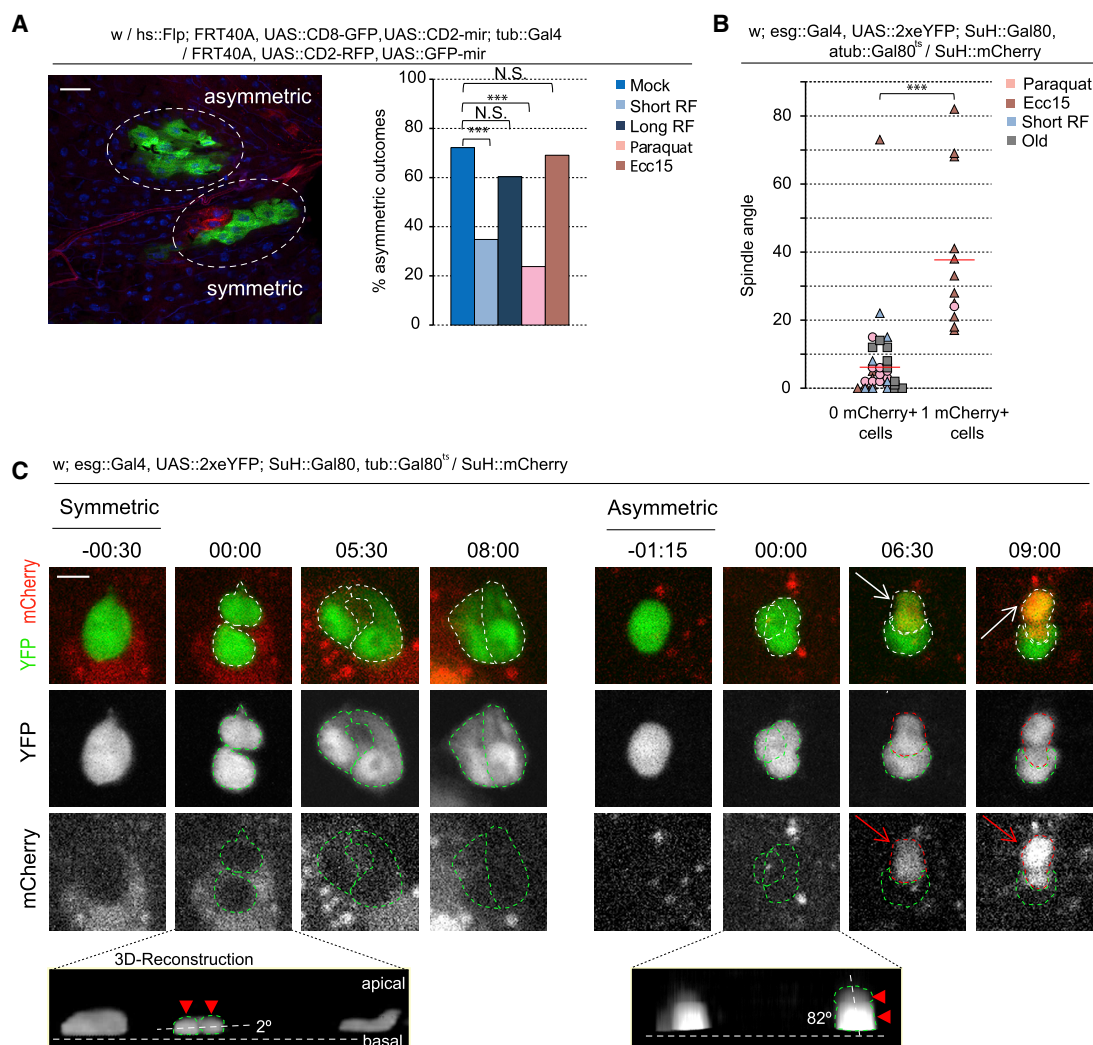 A
w / hs::Flp; FRT40A, UAS::CD8-GFP, UAS::CD2-mir; tub::Gal4
/ FRT40A, UAS::CD2-RFP, UAS::GFP-mir
asymmetric
symmetric
% asymmetric outcomes
100
80
60
40
20
0
N.S.
***
N.S.
***
Mock
Short RF
Long RF
Paraquat
Ecc15
B
w; esg::Gal4, UAS::2xeYFP; SuH::Gal80,
atub::Gal80ts / SuH::mCherry
Spindle angle
80
60
40
20
0
***
Paraquat
Ecc15
Short RF
Old
0 mCherry+ 1 mCherry+
cells cells
C
w; esg::Gal4, UAS::2xeYFP; SuH::Gal80, tub::Gal80ts / SuH::mCherry
Symmetric
Asymmetric
-00:30 00:00 05:30 08:00
-01:15 00:00 06:30 09:00
YFP mCherry
YFP
mCherry
3D-Reconstruction
apical
2º
basal
82º